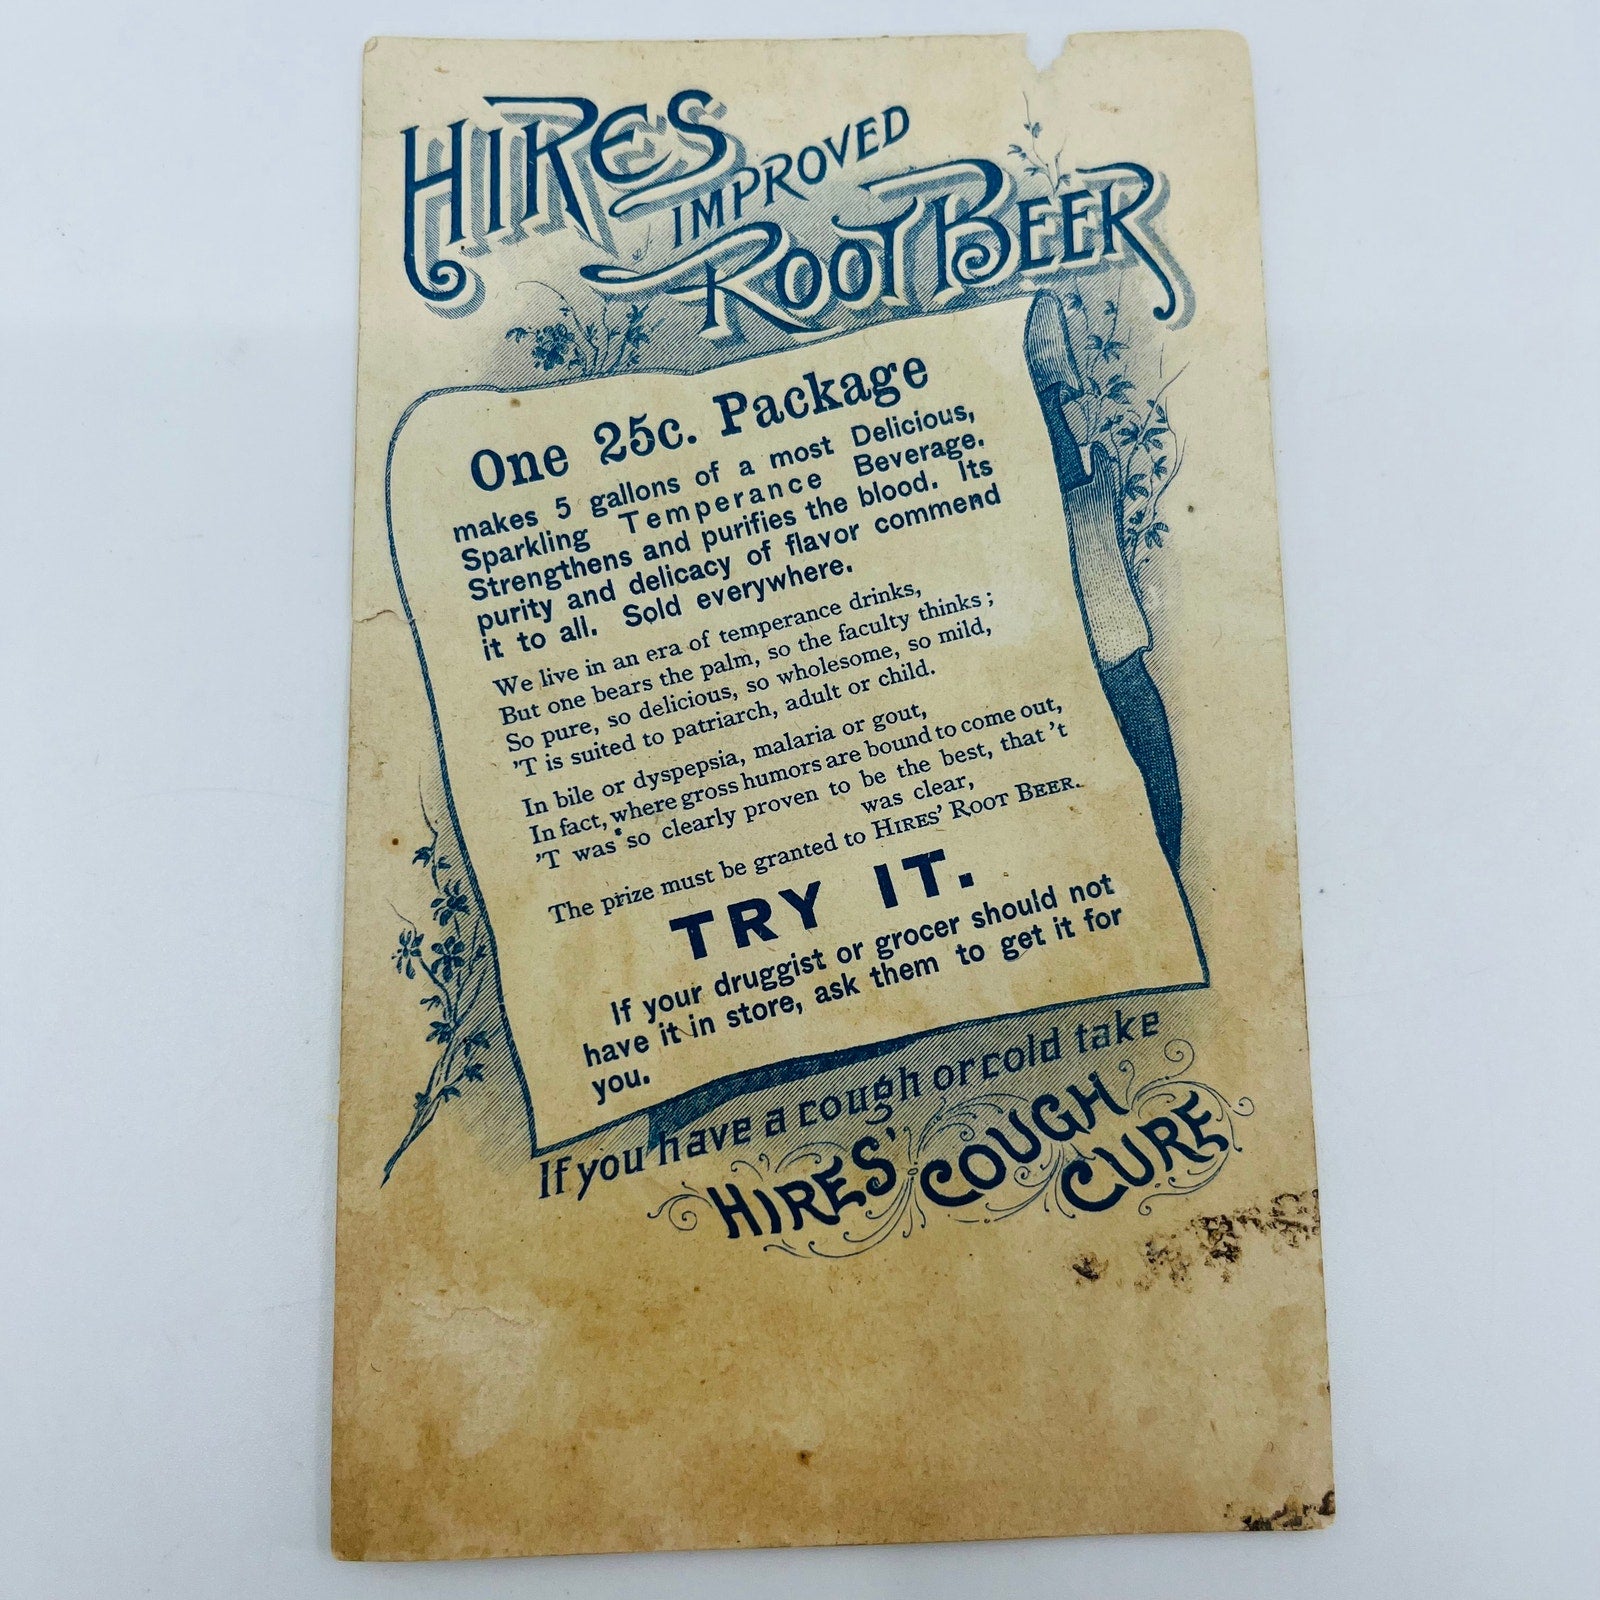 HIRES
IMPROVED
ROOT BEER
One 25c. Package
makes 5 gallons of a most Delicious,
Sparkling Temperance Beverage.
Strengthens and purifies the blood. Its
purity and delicacy of flavor commend
it to all. Sold everywhere.
We live in an era of temperance drinks,
But one bears the palm, so the faculty thinks;
So pure, so delicious, so wholesome, so mild,
'T is suited to patriarch, adult or child.
In bile or dyspepsia, malaria or gout,
In fact, where gross humors are bound to come out,
'T was so clearly proven to be the best, that 't
was clear,
The prize must be granted to HIRES' ROOT BEER.
TRY IT.
If your druggist or grocer should not
have it in store, ask them to get it for
you.
If you have a cough or cold take
HIRES' COUGH
CURE